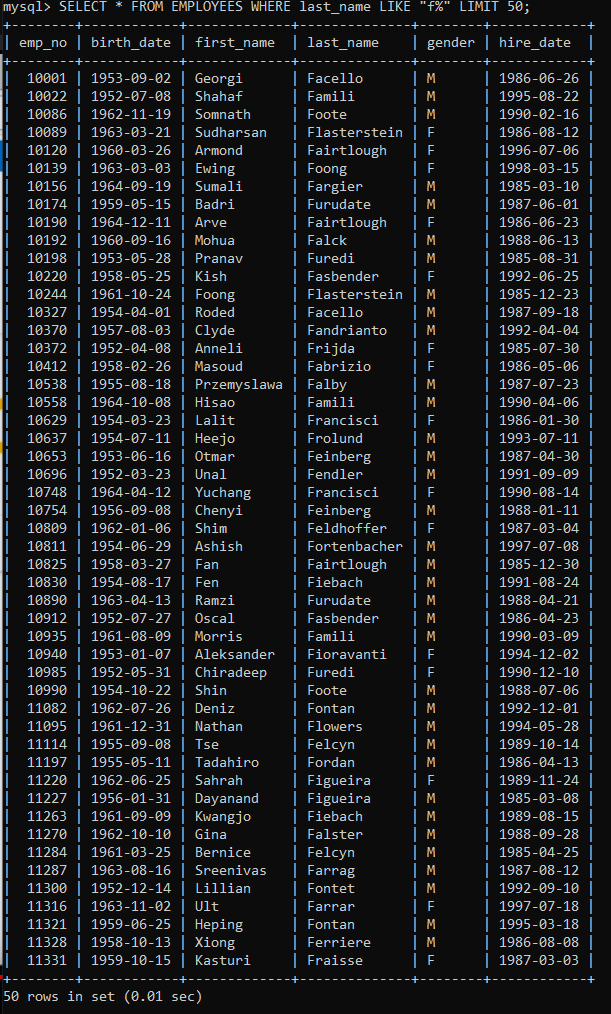 mysql> SELECT * FROM EMPLOYEES WHERE last_name LIKE "f%" LIMIT 50;
+--------+------------+-------------+--------------+--------+------------+
| emp_no | birth_date | first_name | last_name | gender | hire_date |
+--------+------------+-------------+--------------+--------+------------+
| 10001 | 1953-09-02 | Georgi | Facello | M | 1986-06-26 |
| 10022 | 1952-07-08 | Shahaf | Famili | M | 1995-08-22 |
| 10086 | 1962-11-19 | Somnath | Foote | M | 1990-02-16 |
| 10089 | 1963-03-21 | Sudharsan | Flasterstein | F | 1986-08-12 |
| 10120 | 1960-03-26 | Armond | Fairtlough | F | 1996-07-06 |
| 10139 | 1963-03-03 | Ewing | Foong | F | 1998-03-15 |
| 10156 | 1964-09-19 | Sumali | Fargier | M | 1985-03-10 |
| 10174 | 1959-05-15 | Badri | Furudate | M | 1987-06-01 |
| 10190 | 1964-12-11 | Arve | Fairtlough | F | 1986-06-23 |
| 10192 | 1960-09-16 | Mohua | Falck | M | 1988-06-13 |
| 10198 | 1953-05-28 | Pranav | Furedi | M | 1985-08-31 |
| 10220 | 1958-05-25 | Kish | Fasbender | F | 1992-06-25 |
| 10244 | 1961-10-24 | Foong | Flasterstein | M | 1985-12-23 |
| 10327 | 1954-04-01 | Roded | Facello | M | 1987-09-18 |
| 10370 | 1957-08-03 | Clyde | Fandrianto | M | 1992-04-04 |
| 10372 | 1952-04-08 | Anneli | Frijda | F | 1985-07-30 |
| 10412 | 1958-02-26 | Masoud | Fabrizio | F | 1986-05-06 |
| 10538 | 1955-08-18 | Przemyslawa | Falby | M | 1987-07-23 |
| 10558 | 1964-10-08 | Hisao | Famili | M | 1990-04-06 |
| 10629 | 1954-03-23 | Lalit | Francisci | F | 1986-01-30 |
| 10637 | 1954-07-11 | Heejo | Frolund | M | 1993-07-11 |
| 10653 | 1953-06-16 | Otmar | Feinberg | M | 1987-04-30 |
| 10696 | 1952-03-23 | Unal | Fendler | M | 1991-09-09 |
| 10748 | 1964-04-12 | Yuchang | Francisci | F | 1990-08-14 |
| 10754 | 1956-09-08 | Chenyi | Feinberg | M | 1988-01-11 |
| 10809 | 1962-01-06 | Shim | Feldhoffer | F | 1987-03-04 |
| 10811 | 1954-06-29 | Ashish | Fortenbacher | M | 1997-07-08 |
| 10825 | 1958-03-27 | Fan | Fairtlough | M | 1985-12-30 |
| 10830 | 1954-08-17 | Fen | Fiebach | M | 1991-08-24 |
| 10890 | 1963-04-13 | Ramzi | Furudate | M | 1988-04-21 |
| 10912 | 1952-07-27 | Oscal | Fasbender | M | 1986-04-23 |
| 10935 | 1961-08-09 | Morris | Famili | M | 1990-03-09 |
| 10940 | 1953-01-07 | Aleksander | Fioravanti | F | 1994-12-02 |
| 10985 | 1952-05-31 | Chiradeep | Furedi | F | 1990-12-10 |
| 10990 | 1954-10-22 | Shin | Foote | M | 1988-07-06 |
| 11082 | 1962-07-26 | Deniz | Fontan | M | 1992-12-01 |
| 11095 | 1961-12-31 | Nathan | Flowers | M | 1994-05-28 |
| 11114 | 1955-09-08 | Tse | Felcyn | M | 1989-10-14 |
| 11197 | 1955-05-11 | Tadahiro | Fordan | M | 1986-04-13 |
| 11220 | 1962-06-25 | Sahrah | Figueira | F | 1989-11-24 |
| 11227 | 1956-01-31 | Dayanand | Figueira | M | 1985-03-08 |
| 11263 | 1961-09-09 | Kwangjo | Fiebach | M | 1989-08-15 |
| 11270 | 1962-10-10 | Gina | Falster | M | 1988-09-28 |
| 11284 | 1961-03-25 | Bernice | Felcyn | M | 1985-04-25 |
| 11287 | 1963-08-16 | Sreenivas | Farrag | M | 1987-08-12 |
| 11300 | 1952-12-14 | Lillian | Fontet | M | 1992-09-10 |
| 11316 | 1963-11-02 | Ult | Farrar | F | 1997-07-18 |
| 11321 | 1959-06-25 | Heping | Fontan | M | 1995-03-18 |
| 11328 | 1958-10-13 | Xiong | Ferriere | M | 1986-08-08 |
| 11331 | 1959-10-15 | Kasturi | Fraisse | F | 1987-03-03 |
+--------+------------+-------------+--------------+--------+------------+
50 rows in set (0.01 sec)